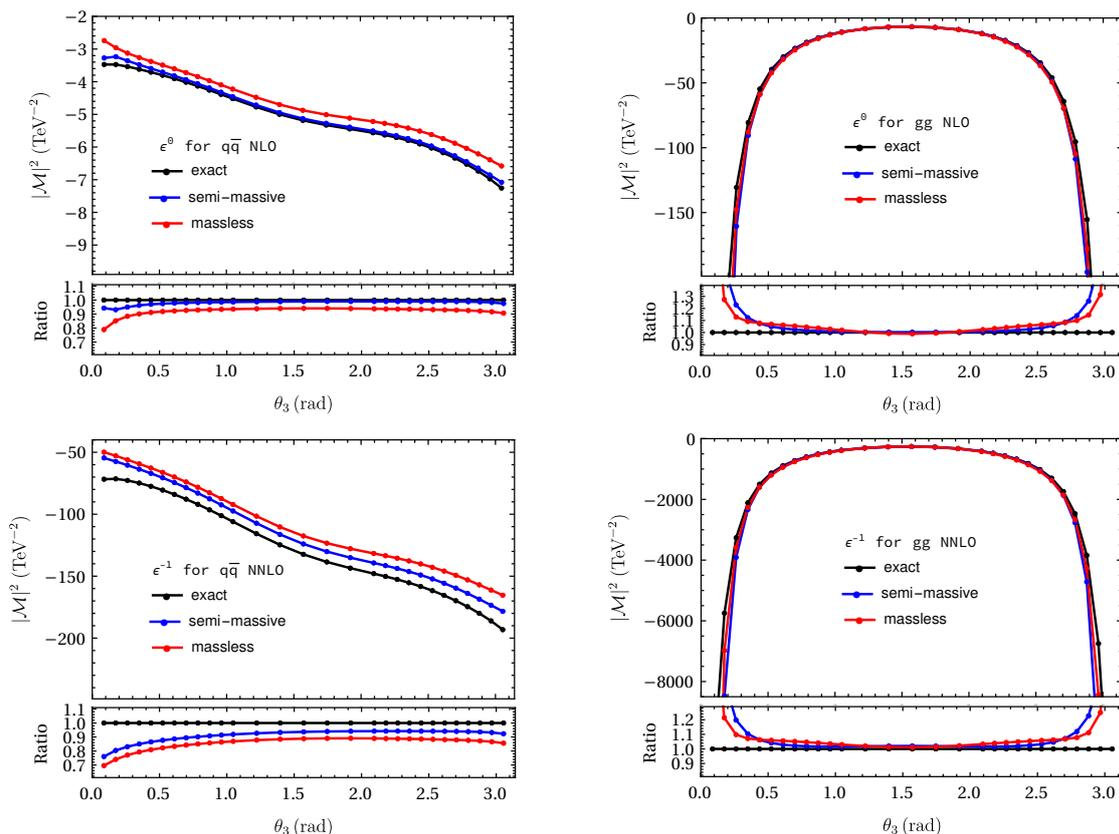 −2
−3
−4
−5
−6
−7
−8
−9
|ℳ|² (TeV⁻²)
ϵ⁰ for qq̅ NLO
exact
semi−massive
massless
1.1
1.0
0.9
0.8
0.7
Ratio
0.0 0.5 1.0 1.5 2.0 2.5 3.0
θ₃ (rad)
0
−50
−100
−150
|ℳ|² (TeV⁻²)
ϵ⁰ for gg NLO
exact
semi−massive
massless
1.3
1.2
1.0
0.9
Ratio
0.0 0.5 1.0 1.5 2.0 2.5 3.0
θ₃ (rad)
−50
−100
−150
−200
|ℳ|² (TeV⁻²)
ϵ⁻¹ for qq̅ NNLO
exact
semi−massive
massless
1.1
1.0
0.9
0.8
0.7
Ratio
0.0 0.5 1.0 1.5 2.0 2.5 3.0
θ₃ (rad)
0
−2000
−4000
−6000
−8000
|ℳ|² (TeV⁻²)
ϵ⁻¹ for gg NNLO
exact
semi−massive
massless
1.2
1.1
1.0
0.9
Ratio
0.0 0.5 1.0 1.5 2.0 2.5 3.0
θ₃ (rad)